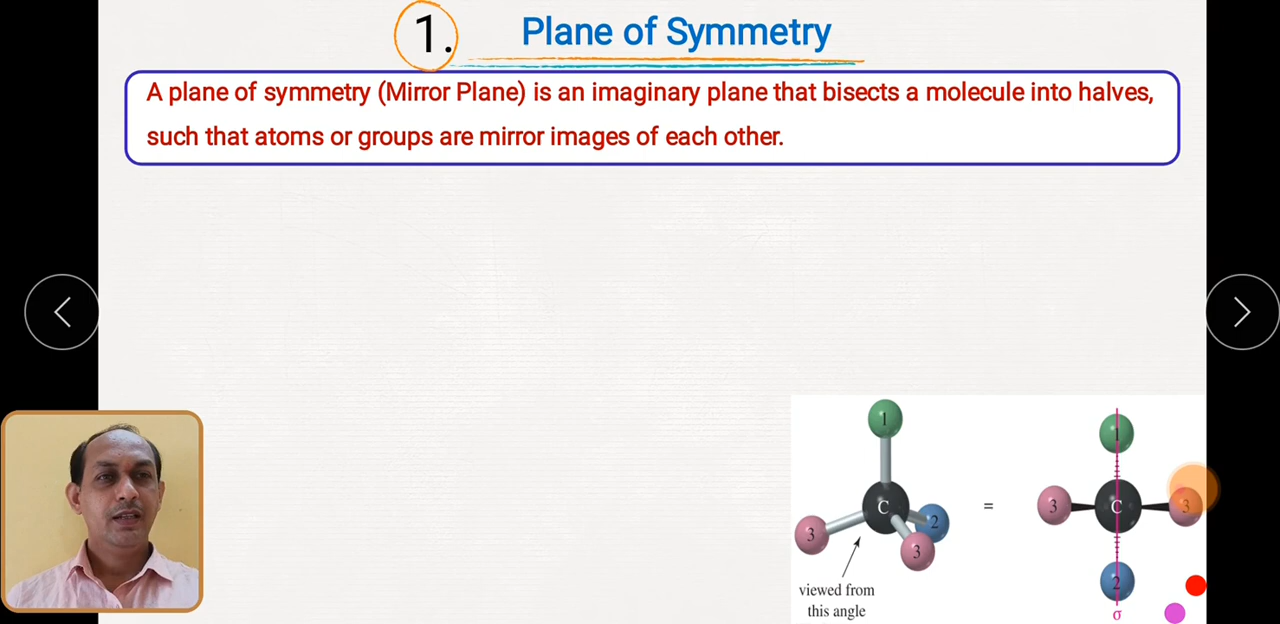 1. Plane of Symmetry
A plane of symmetry (Mirror Plane) is an imaginary plane that bisects a molecule into halves,
such that atoms or groups are mirror images of each other.
1
C
2
3
3
viewed from
this angle
=
1
3
C
3
2
σ